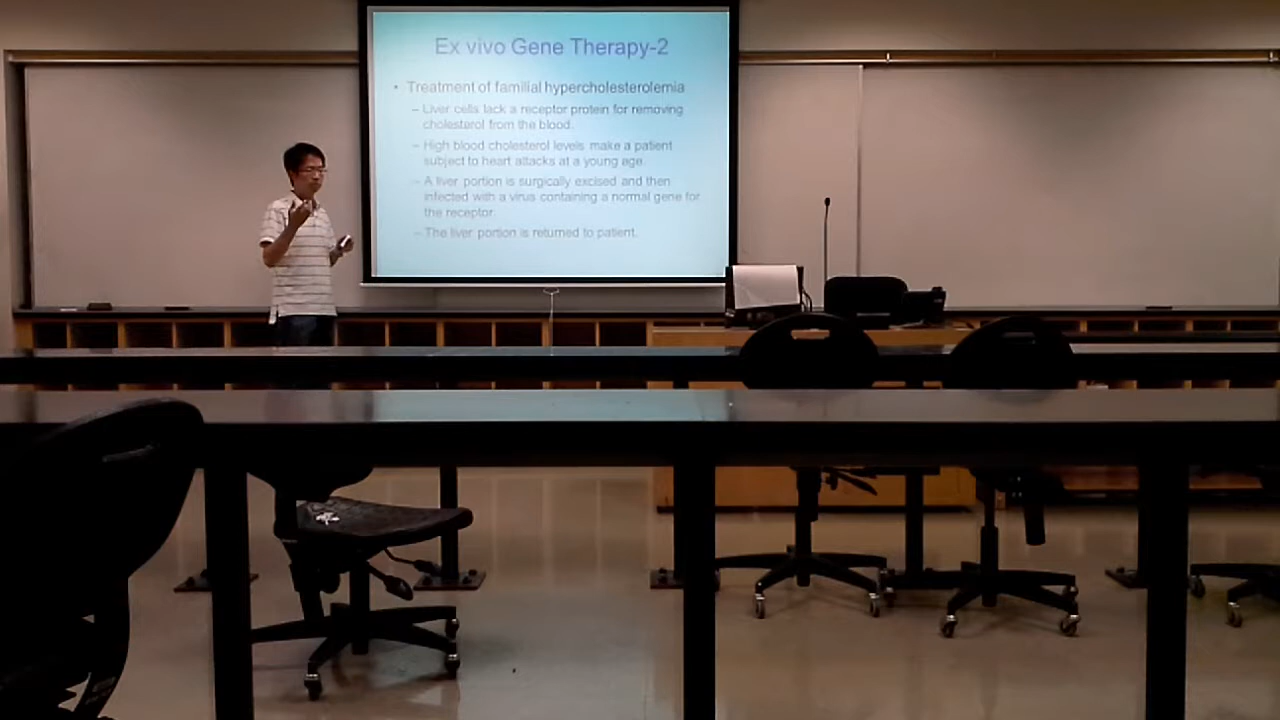 Ex vivo Gene Therapy-2
• Treatment of familial hypercholesterolemia
– Liver cells lack a receptor protein for removing
cholesterol from the blood.
– High blood cholesterol levels make a patient
subject to heart attacks at a young age.
– A liver portion is surgically excised and then
infected with a virus containing a normal gene for
the receptor.
– The liver portion is returned to patient.